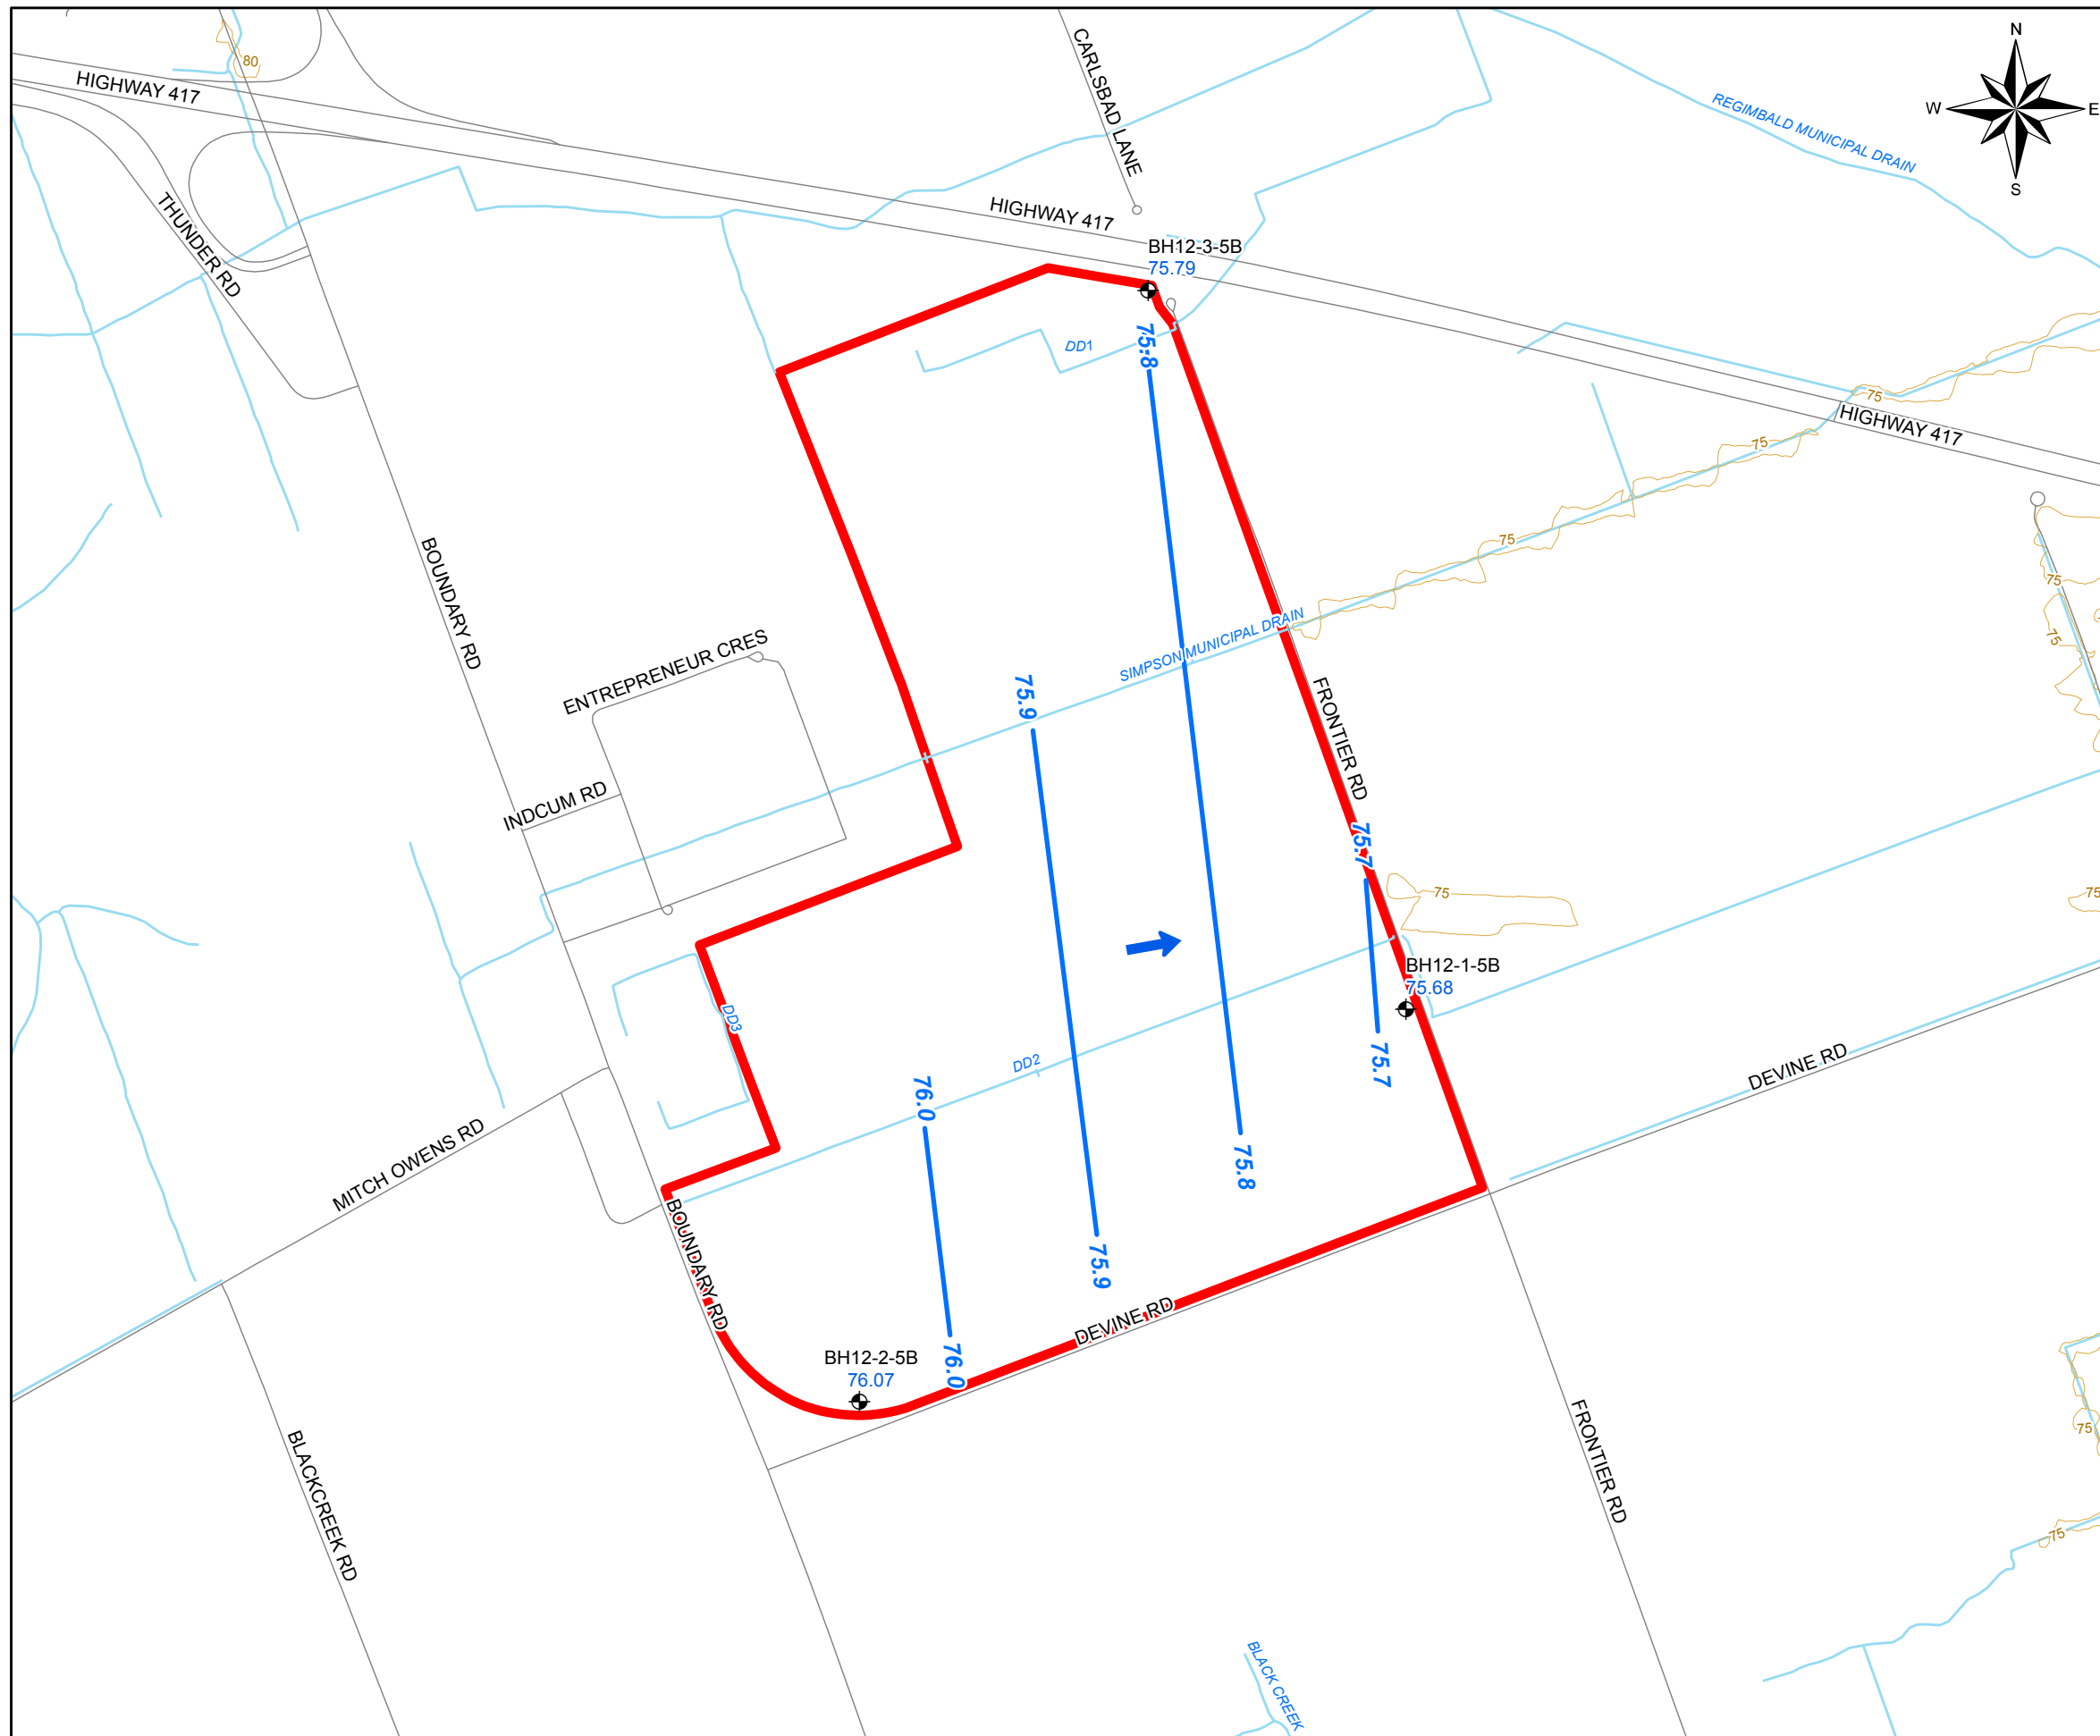 N
W
E
S
80
HIGHWAY 417
CARLSBAD LANE
REGIMBALD MUNICIPAL DRAIN
THUNDER RD
HIGHWAY 417
BH12-3-5B
75.79
75.8
DD1
75
HIGHWAY 417
75
75
75
75
BOUNDARY RD
SIMPSON MUNICIPAL DRAIN
ENTREPRENEUR CRES
75.9
FRONTIER RD
INDCUM RD
75.7
75
75
BH12-1-5B
75.68
DD3
DD2
75.7
DEVINE RD
76.0
MITCH OWENS RD
75.8
BOUNDARY RD
75.9
DEVINE RD
BH12-2-5B
76.07
76.0
75
BLACKCREEK RD
FRONTIER RD
75
BLACK CREEK